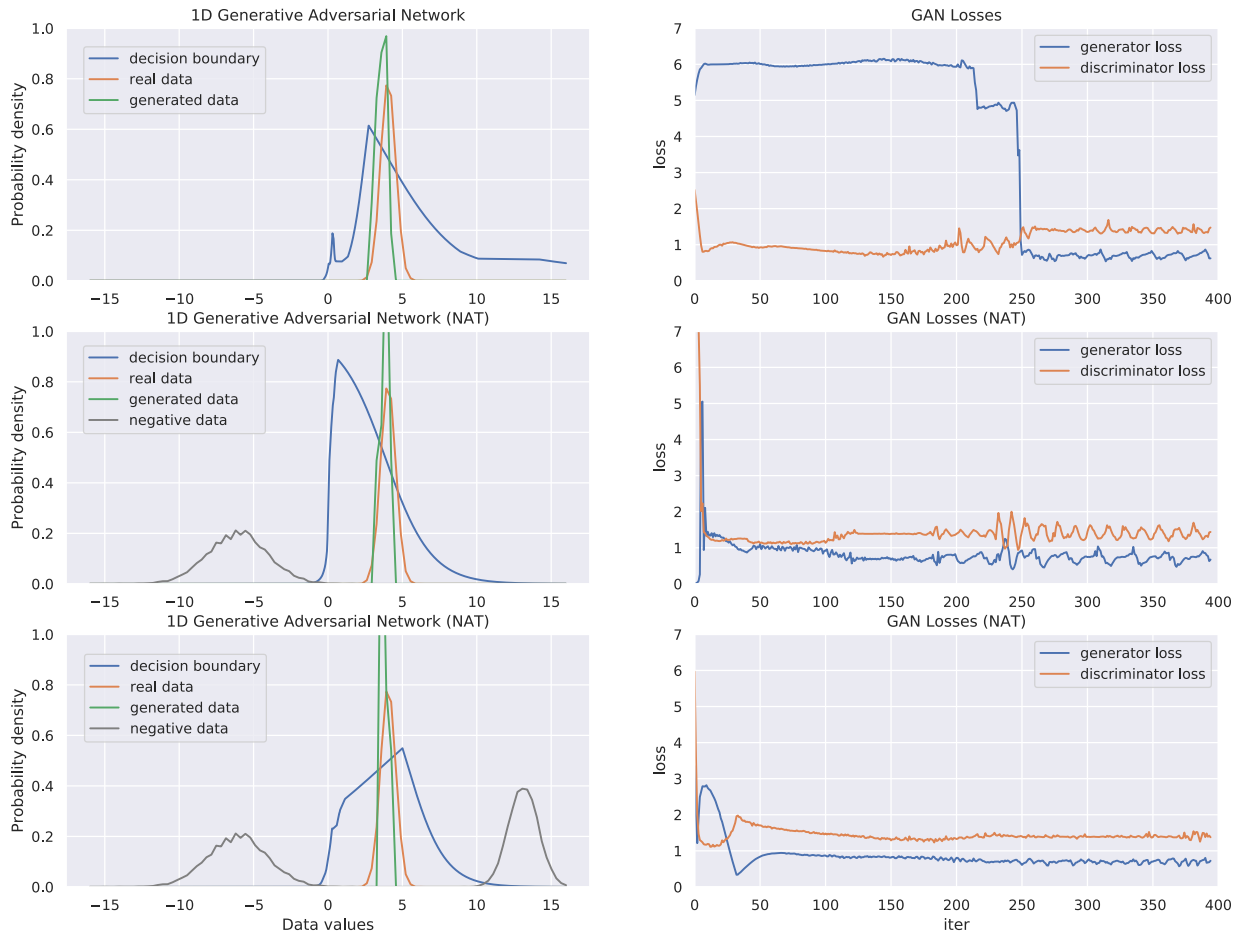 1D Generative Adversarial Network
Probability density
1.0
0.8
0.6
0.4
0.2
0.0
decision boundary
real data
generated data
−15 −10 −5 0 5 10 15
GAN Losses
loss
7
6
5
4
3
2
1
0
generator loss
discriminator loss
0 50 100 150 200 250 300 350 400
1D Generative Adversarial Network (NAT)
Probability density
1.0
0.8
0.6
0.4
0.2
0.0
decision boundary
real data
generated data
negative data
−15 −10 −5 0 5 10 15
GAN Losses (NAT)
loss
7
6
5
4
3
2
1
0
generator loss
discriminator loss
0 50 100 150 200 250 300 350 400
1D Generative Adversarial Network (NAT)
Probability density
1.0
0.8
0.6
0.4
0.2
0.0
decision boundary
real data
generated data
negative data
−15 −10 −5 0 5 10 15
Data values
GAN Losses (NAT)
loss
7
6
5
4
3
2
1
0
generator loss
discriminator loss
0 50 100 150 200 250 300 350 400
iter